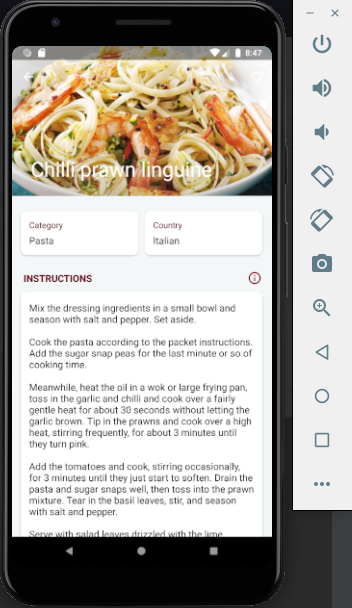 8:47
Chilli prawn linguine
Category
Pasta
Country
Italian
INSTRUCTIONS
Mix the dressing ingredients in a small bowl and
season with salt and pepper. Set aside.
Cook the pasta according to the packet instructions.
Add the sugar snap peas for the last minute or so of
cooking time.
Meanwhile, heat the oil in a wok or large frying pan,
toss in the garlic and chilli and cook over a fairly
gentle heat for about 30 seconds without letting the
garlic brown. Tip in the prawns and cook over a high
heat, stirring frequently, for about 3 minutes until
they turn pink.
Add the tomatoes and cook, stirring occasionally,
for 3 minutes until they just start to soften. Drain the
pasta and sugar snaps well, then toss into the prawn
mixture. Tear in the basil leaves, stir, and season
with salt and pepper.
Serve with salad leaves drizzled with the lime